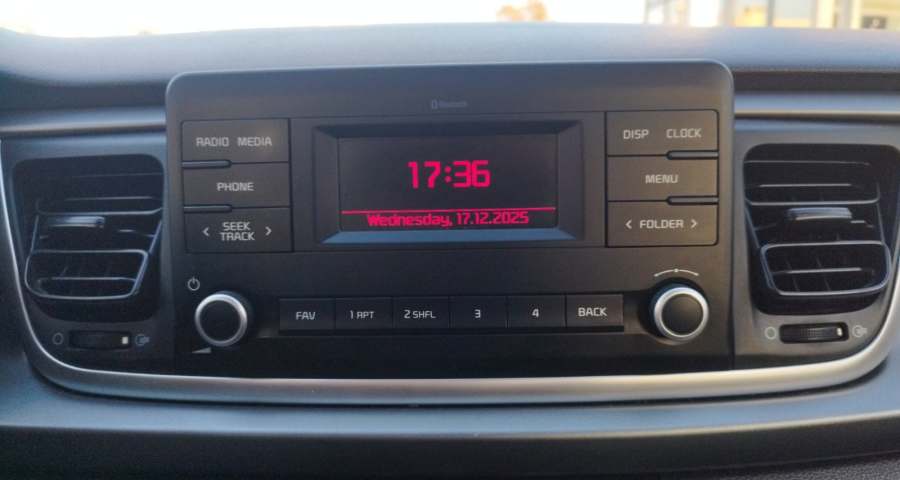 Bluetooth
RADIO MEDIA
PHONE
< SEEK TRACK >
17:36
Wednesday, 17.12.2025
DISP CLOCK
MENU
< FOLDER >
FAV
1 RPT
2 SHFL
3
4
BACK